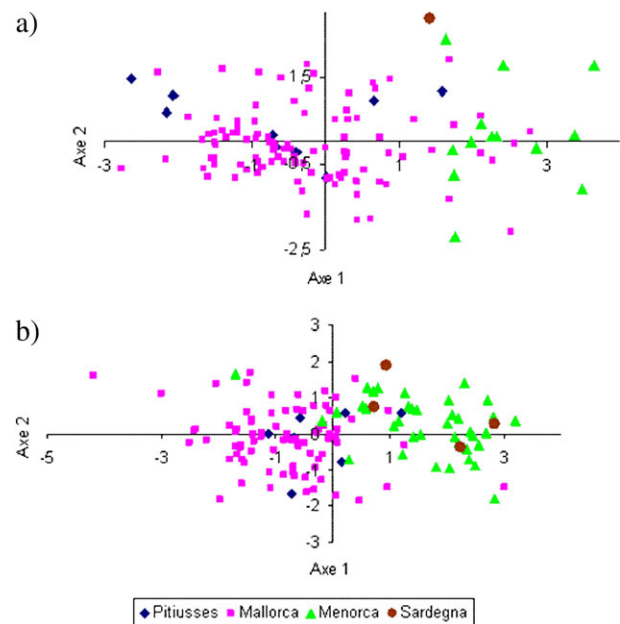 a)
1,5
Axe 2
-3 -1 -0,5 1 3
-2,5
Axe 1
b)
3
2
1
Axe 2
0
-5 -3 -1 1 3
-1
-2
-3
Axe 1
Pitiusses Mallorca Menorca Sardegna